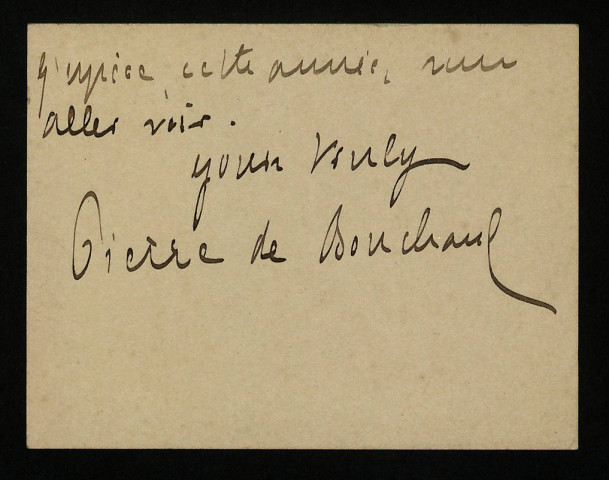 j'espère, cette année, vous
aller voir.
yours truly
Pierre de Bouchaud